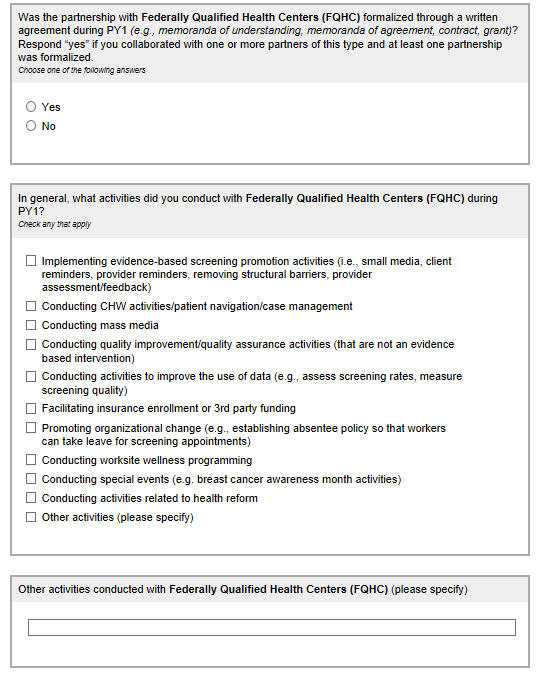 Was the partnership with Federally Qualified Health Centers (FQHC) formalized through a written
agreement during PY1 (e.g., memoranda of understanding, memoranda of agreement, contract, grant)?
Respond "yes" if you collaborated with one or more partners of this type and at least one partnership
was formalized.
Choose one of the following answers
Yes
No
In general, what activities did you conduct with Federally Qualified Health Centers (FQHC) during
PY1?
Check any that apply
Implementing evidence-based screening promotion activities (i.e., small media, client
reminders, provider reminders, removing structural barriers, provider
assessment/feedback)
Conducting CHW activities/patient navigation/case management
Conducting mass media
Conducting quality improvement/quality assurance activities (that are not an evidence
based intervention)
Conducting activities to improve the use of data (e.g., assess screening rates, measure
screening quality)
Facilitating insurance enrollment or 3rd party funding
Promoting organizational change (e.g., establishing absentee policy so that workers
can take leave for screening appointments)
Conducting worksite wellness programming
Conducting special events (e.g. breast cancer awareness month activities)
Conducting activities related to health reform
Other activities (please specify)
Other activities conducted with Federally Qualified Health Centers (FQHC) (please specify)